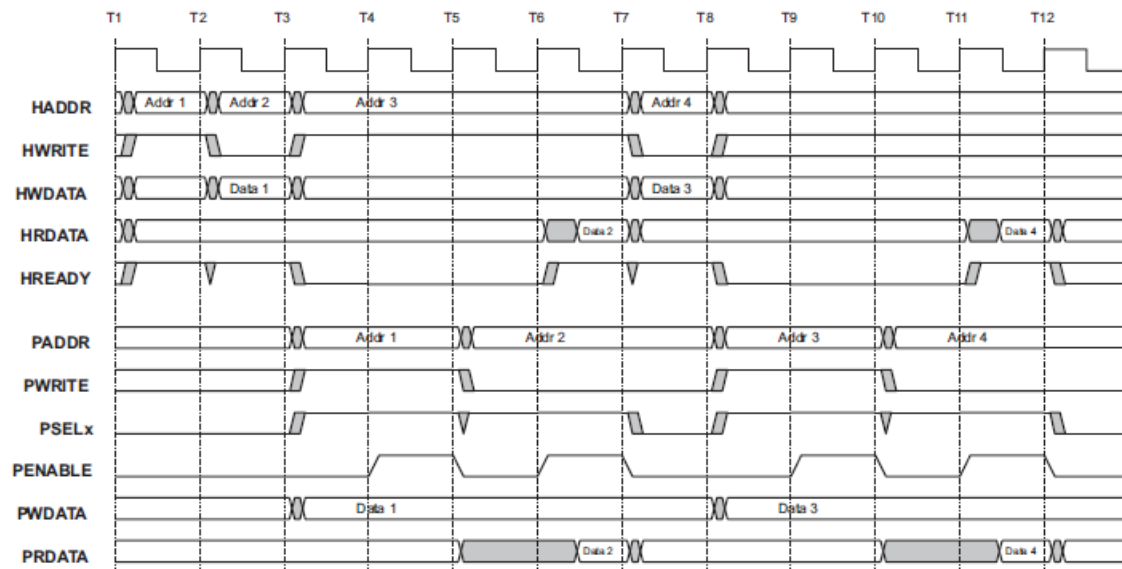 T1 T2 T3 T4 T5 T6 T7 T8 T9 T10 T11 T12
HADDR Addr 1 Addr 2 Addr 3 Addr 4
HWRITE
HWDATA Data 1 Data 3
HRDATA Data 2 Data 4
HREADY
PADDR Addr 1 Addr 2 Addr 3 Addr 4
PWRITE
PSELx
PENABLE
PWDATA Data 1 Data 3
PRDATA Data 2 Data 4